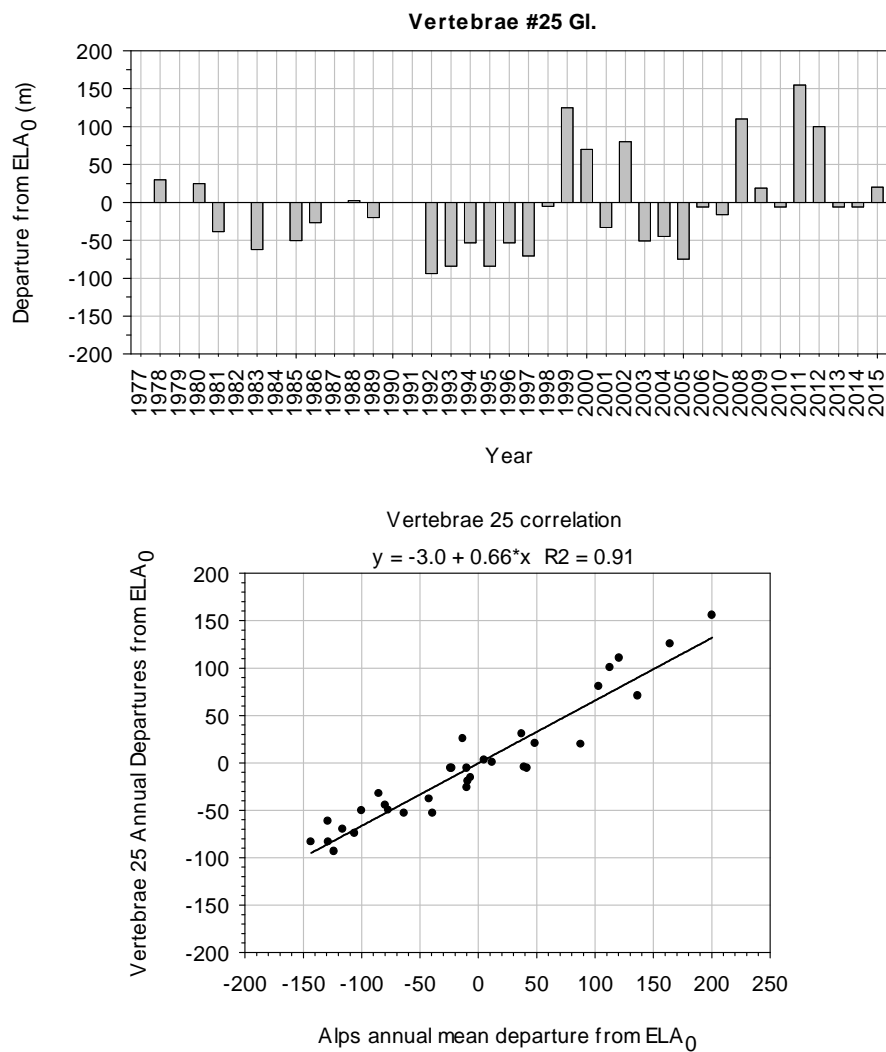 Vertebrae #25 Gl.
Departure from ELA0 (m)
200
150
100
50
0
-50
-100
-150
-200
1977 1978 1979 1980 1981 1982 1983 1984 1985 1986 1987 1988 1989 1990 1991 1992 1993 1994 1995 1996 1997 1998 1999 2000 2001 2002 2003 2004 2005 2006 2007 2008 2009 2010 2011 2012 2013 2014 2015
Year
Vertebrae 25 correlation
y = -3.0 + 0.66*x R2 = 0.91
Vertebrae 25 Annual Departures from ELA0
200
150
100
50
0
-50
-100
-150
-200
-200 -150 -100 -50 0 50 100 150 200 250
Alps annual mean departure from ELA0